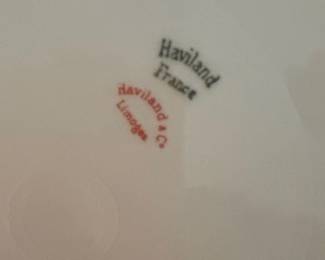 Haviland
France
Haviland & Co
Limoges